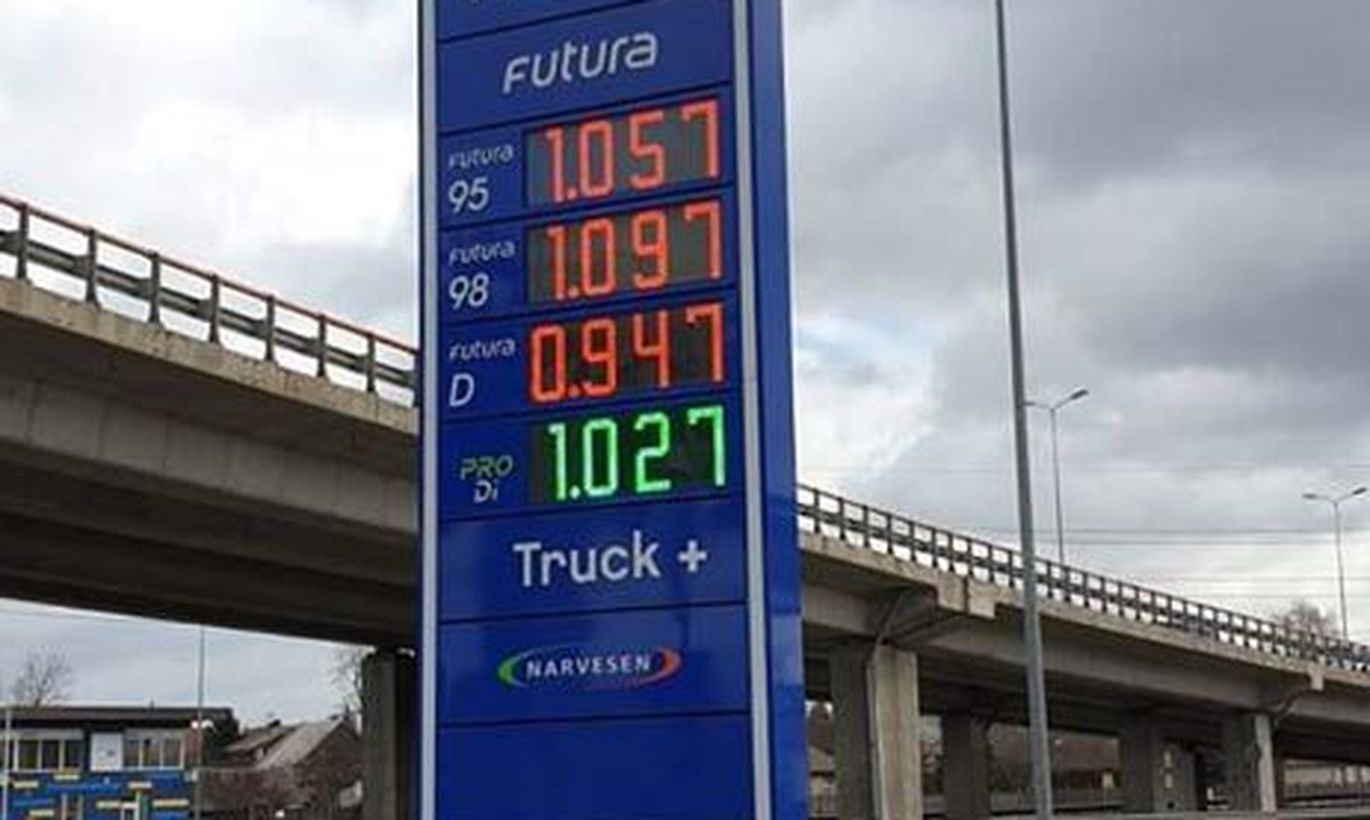 Futura
Futura
95
1.057
Futura
98
1.097
Futura
D
0.947
PRO
Di
1.027
Truck +
NARVESEN